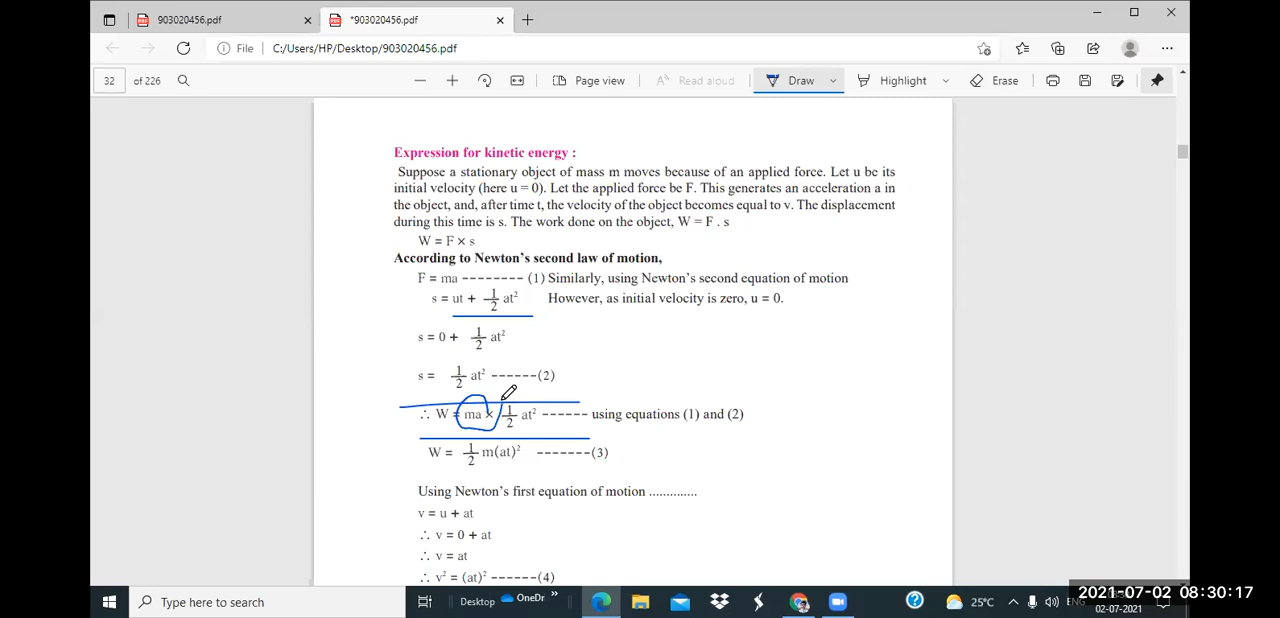 903020456.pdf
*903020456.pdf
File
C:/Users/HP/Desktop/903020456.pdf
32 of 226
Page view
Read aloud
Draw
Highlight
Erase
Expression for kinetic energy :
Suppose a stationary object of mass m moves because of an applied force. Let u be its
initial velocity (here u = 0). Let the applied force be F. This generates an acceleration a in
the object, and, after time t, the velocity of the object becomes equal to v. The displacement
during this time is s. The work done on the object, W = F . s
W = F × s
According to Newton's second law of motion,
F = ma -------- (1) Similarly, using Newton's second equation of motion
s = ut + 1/2 at² However, as initial velocity is zero, u = 0.
s = 0 + 1/2 at²
s = 1/2 at² ------(2)
∴ W = ma × 1/2 at² ------ using equations (1) and (2)
W = 1/2 m(at)² -------(3)
Using Newton's first equation of motion ..............
v = u + at
∴ v = 0 + at
∴ v = at
∴ v² = (at)² ------(4)
Type here to search
Desktop
OneDr
25°C
ENG
2021-07-02 08:30:17
02-07-2021